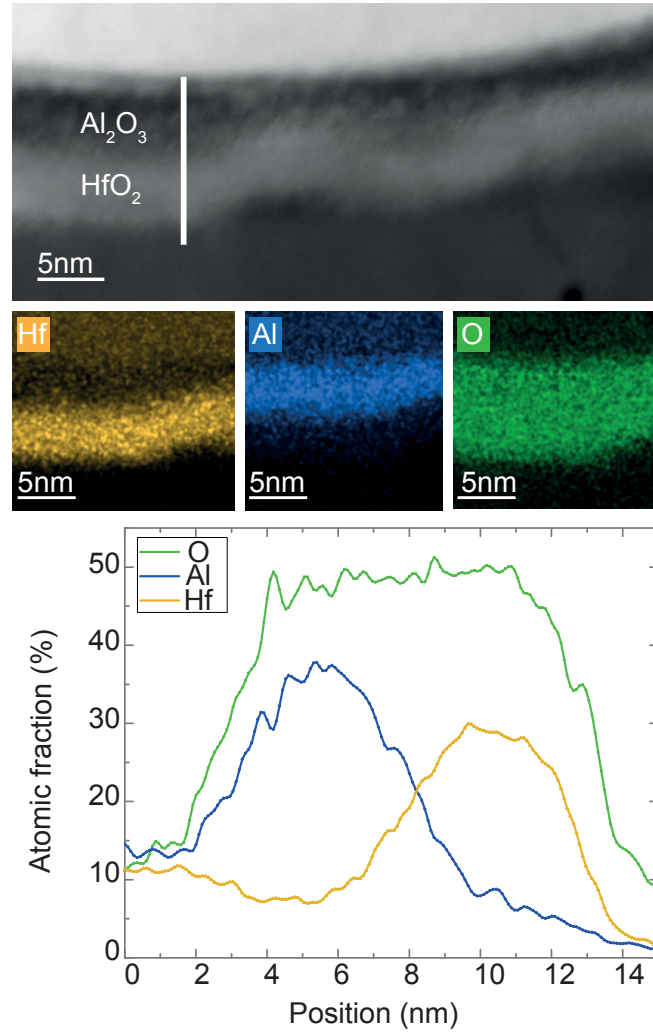 Al₂O₃
HfO₂
5nm
Hf
Al
O
5nm
5nm
5nm
O
Al
Hf
50
40
30
20
10
0
Atomic fraction (%)
0
2
4
6
8
10
12
14
Position (nm)